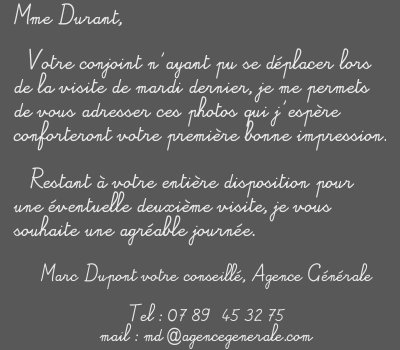 Mme Durant,
Votre conjoint n'ayant pu se déplacer lors
de la visite de mardi dernier, je me permets
de vous adresser ces photos qui j'espère
conforteront votre première bonne impression.
Restant à votre entière disposition pour
une éventuelle deuxième visite, je vous
souhaite une agréable journée.
Marc Dupont votre conseillé, Agence Générale
Tel : 07 89 45 32 75
mail : md @agencegenerale.com